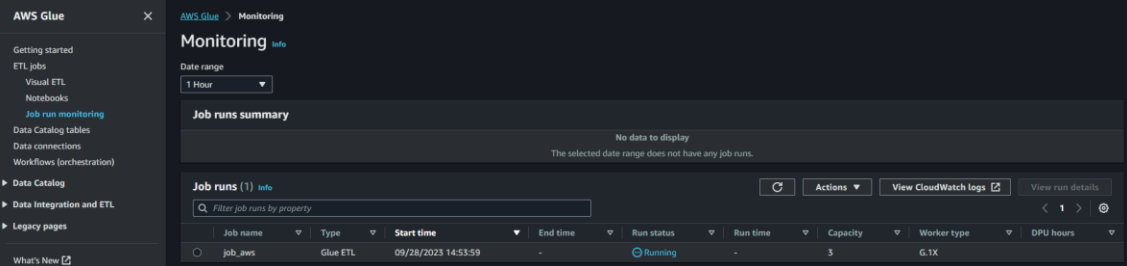 AWS Glue
Getting started
ETL jobs
Visual ETL
Notebooks
Job run monitoring
Data Catalog tables
Data connections
Workflows (orchestration)
Data Catalog
Data Integration and ETL
Legacy pages
What's New
AWS Glue > Monitoring
Monitoring Info
Date range
1 Hour
Job runs summary
No data to display
The selected date range does not have any job runs.
Job runs (1) Info
Actions View CloudWatch logs View run details
Filter job runs by property
1
Job name Type Start time End time Run status Run time Capacity Worker type DPU hours
job_aws Glue ETL 09/28/2023 14:53:59 - Running - 3 G.1X